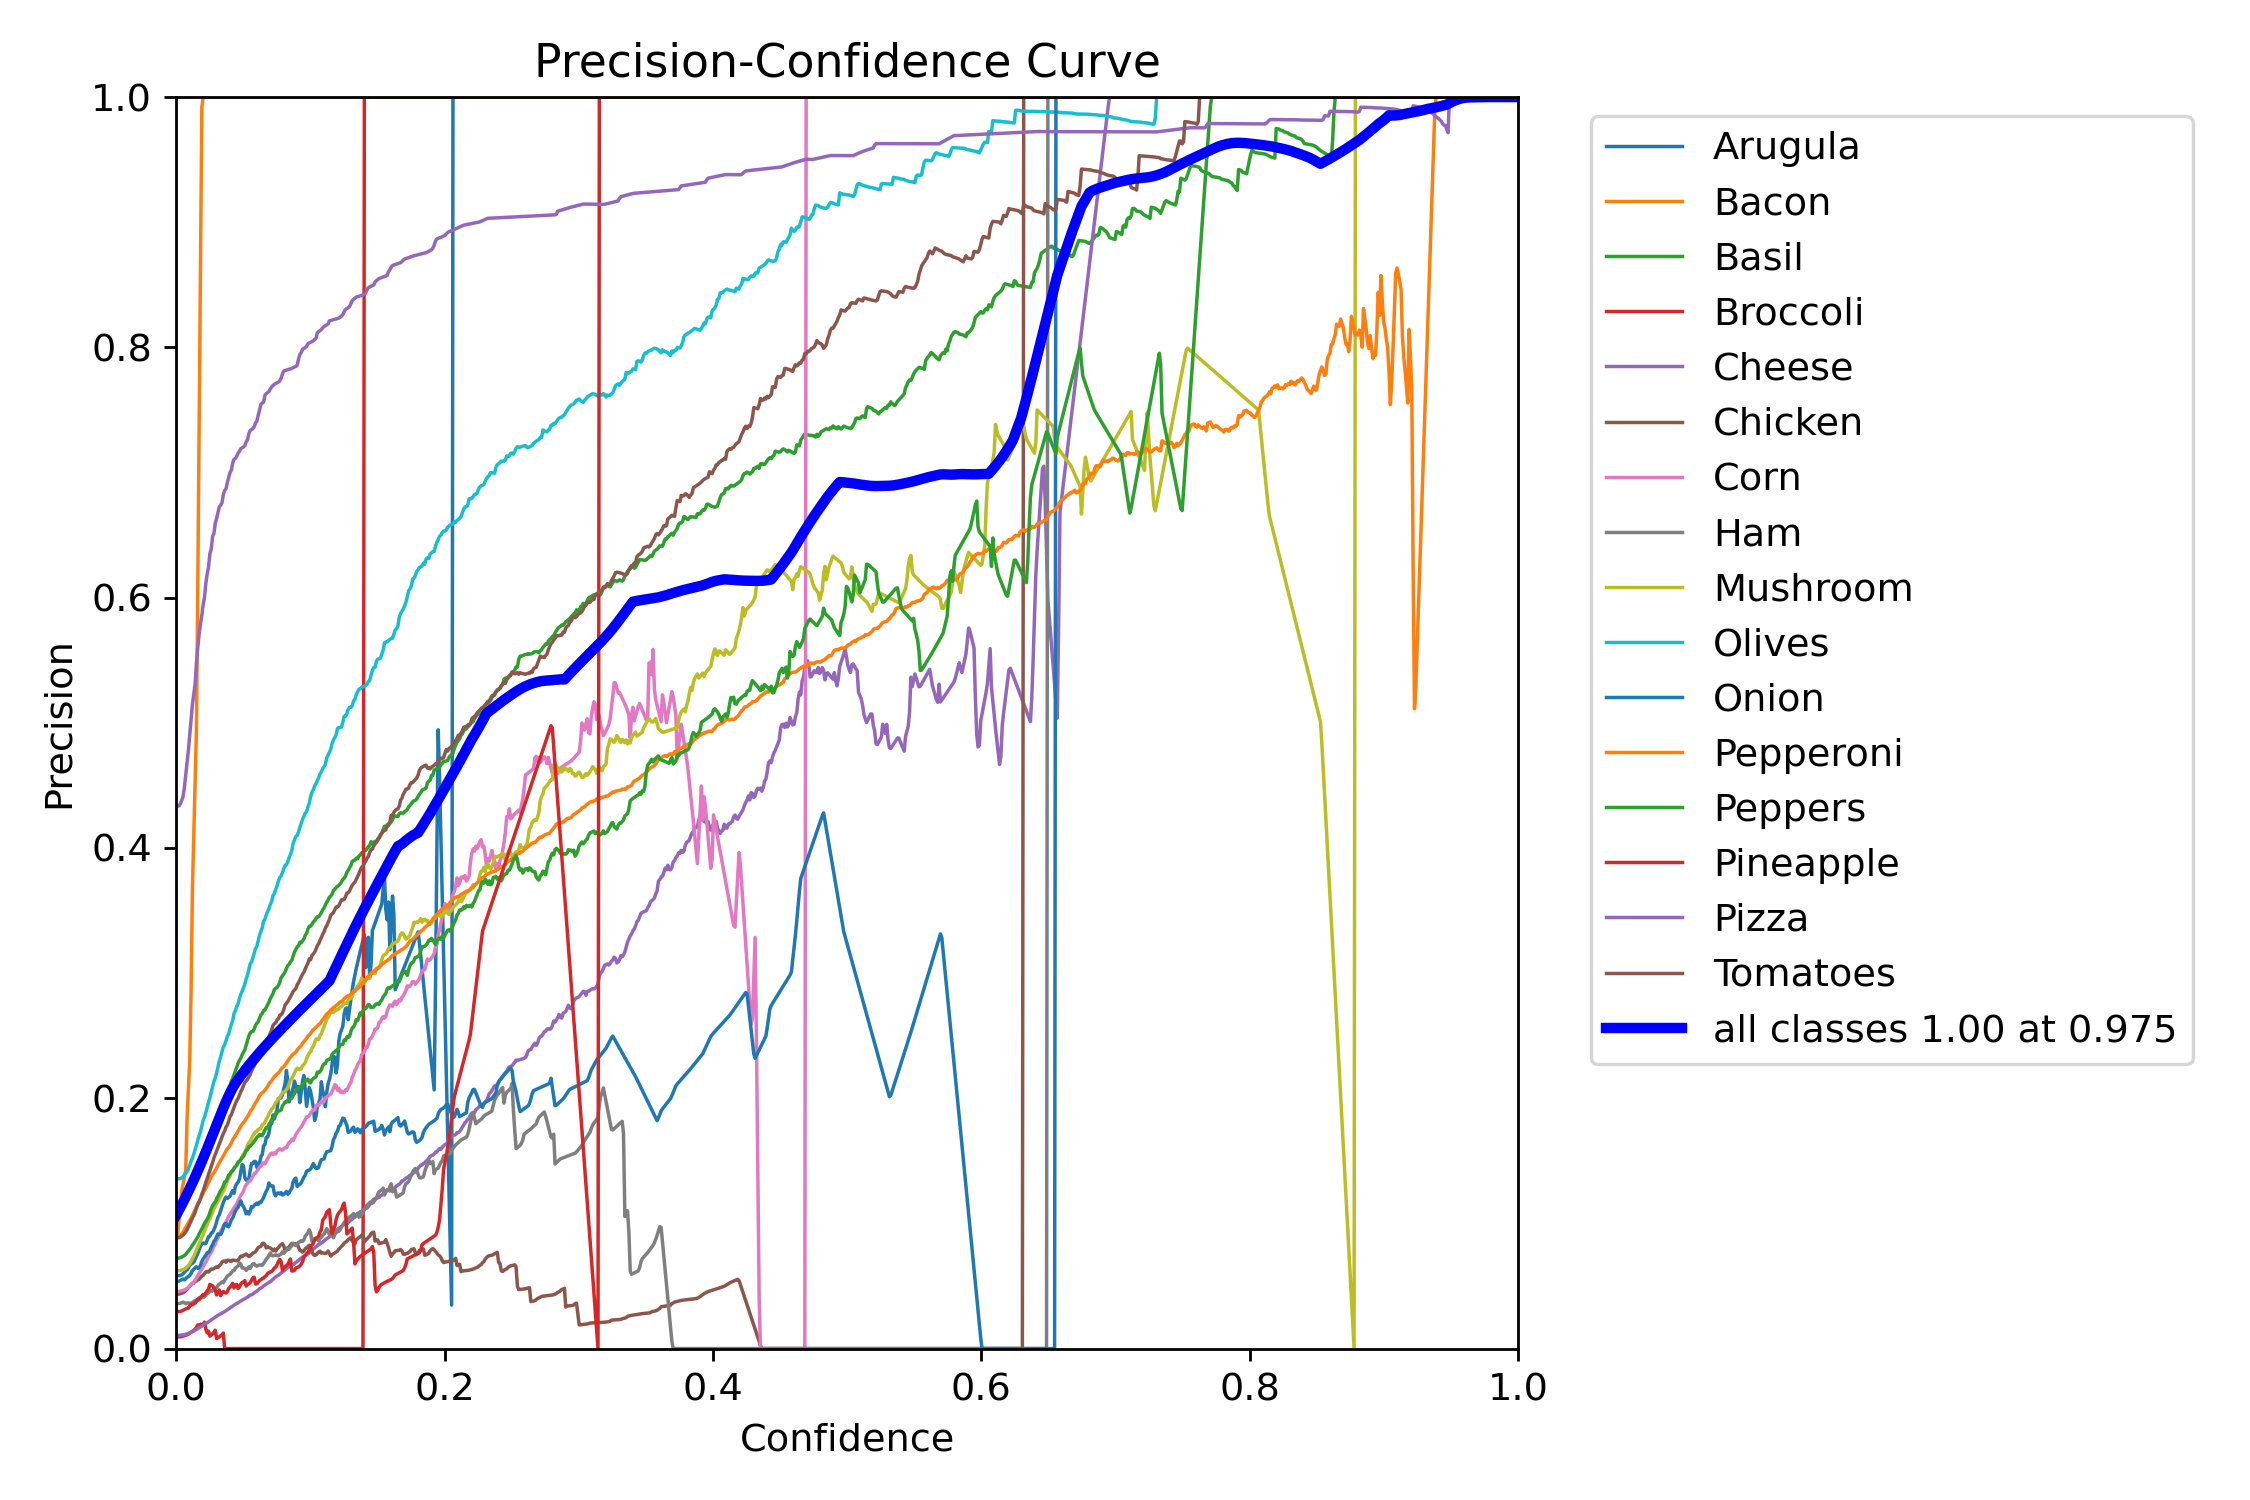 Precision-Confidence Curve
1.0
0.8
0.6
0.4
0.2
0.0
Precision
0.0 0.2 0.4 0.6 0.8 1.0
Confidence
Arugula
Bacon
Basil
Broccoli
Cheese
Chicken
Corn
Ham
Mushroom
Olives
Onion
Pepperoni
Peppers
Pineapple
Pizza
Tomatoes
all classes 1.00 at 0.975